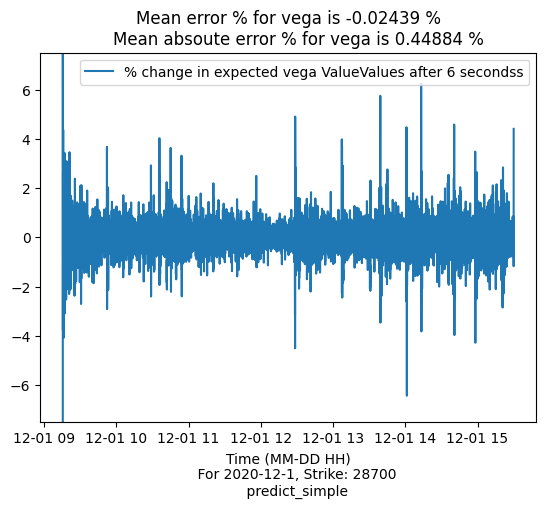 Mean error % for vega is -0.02439 %
Mean absoute error % for vega is 0.44884 %
% change in expected vega ValueValues after 6 secondss
6
4
2
0
−2
−4
−6
12-01 09 12-01 10 12-01 11 12-01 12 12-01 13 12-01 14 12-01 15
Time (MM-DD HH)
For 2020-12-1, Strike: 28700
predict_simple